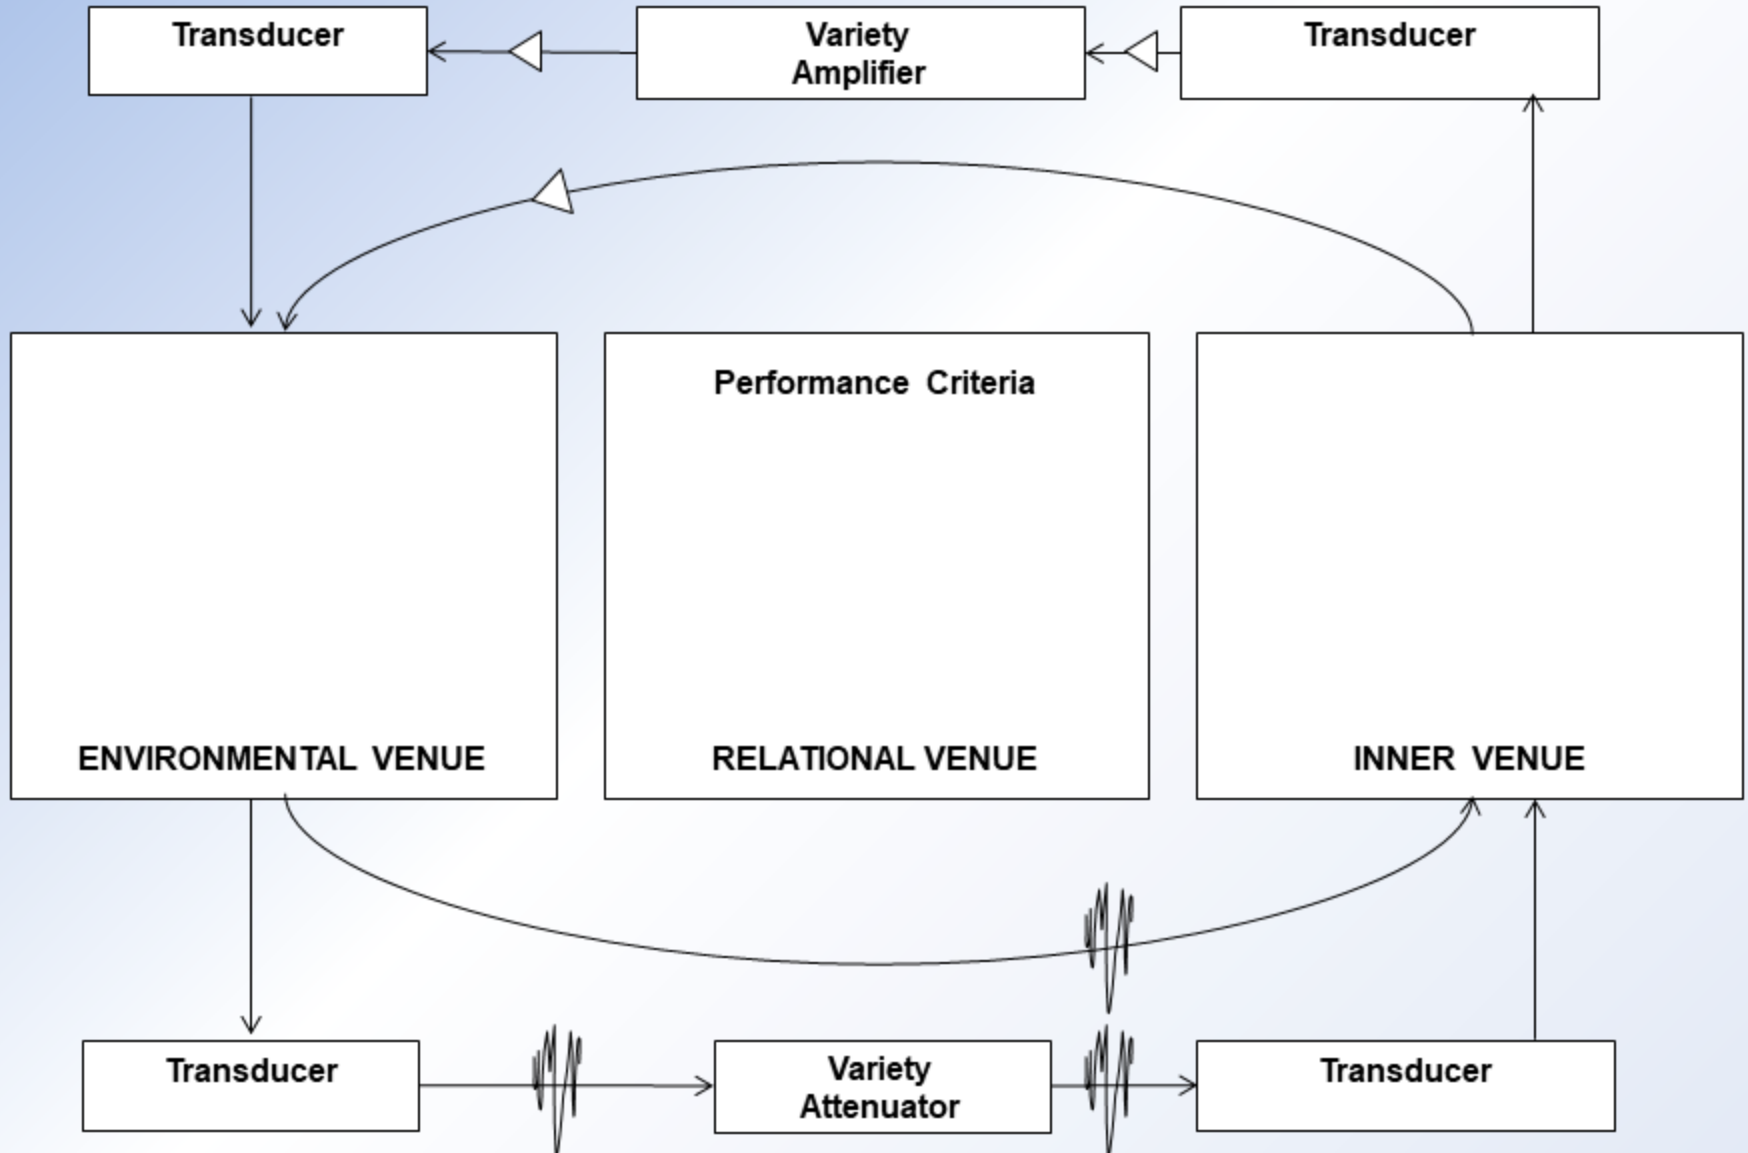 Transducer
Variety
Amplifier
Transducer
Performance Criteria
ENVIRONMENTAL VENUE
RELATIONAL VENUE
INNER VENUE
Transducer
Variety
Attenuator
Transducer